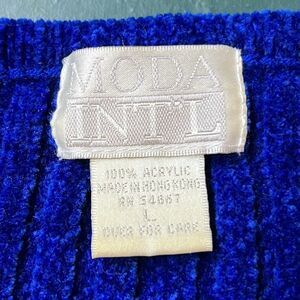 MODA
INT'L
100% ACRYLIC
MADE IN HONG KONG
RN 54867
L
OVER FOR CARE